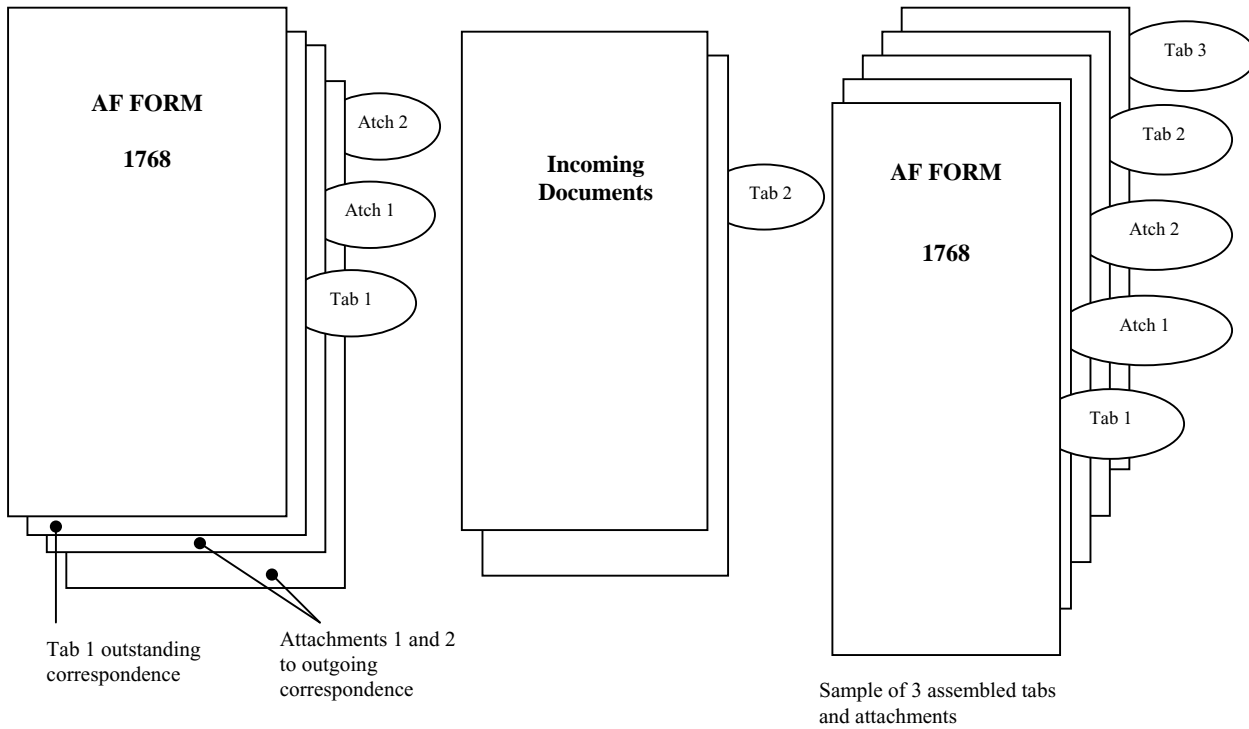 AF FORM
1768
Atch 2
Atch 1
Tab 1
Tab 1 outstanding
correspondence
Attachments 1 and 2
to outgoing
correspondence
Incoming
Documents
Tab 2
AF FORM
1768
Tab 3
Tab 2
Atch 2
Atch 1
Tab 1
Sample of 3 assembled tabs
and attachments